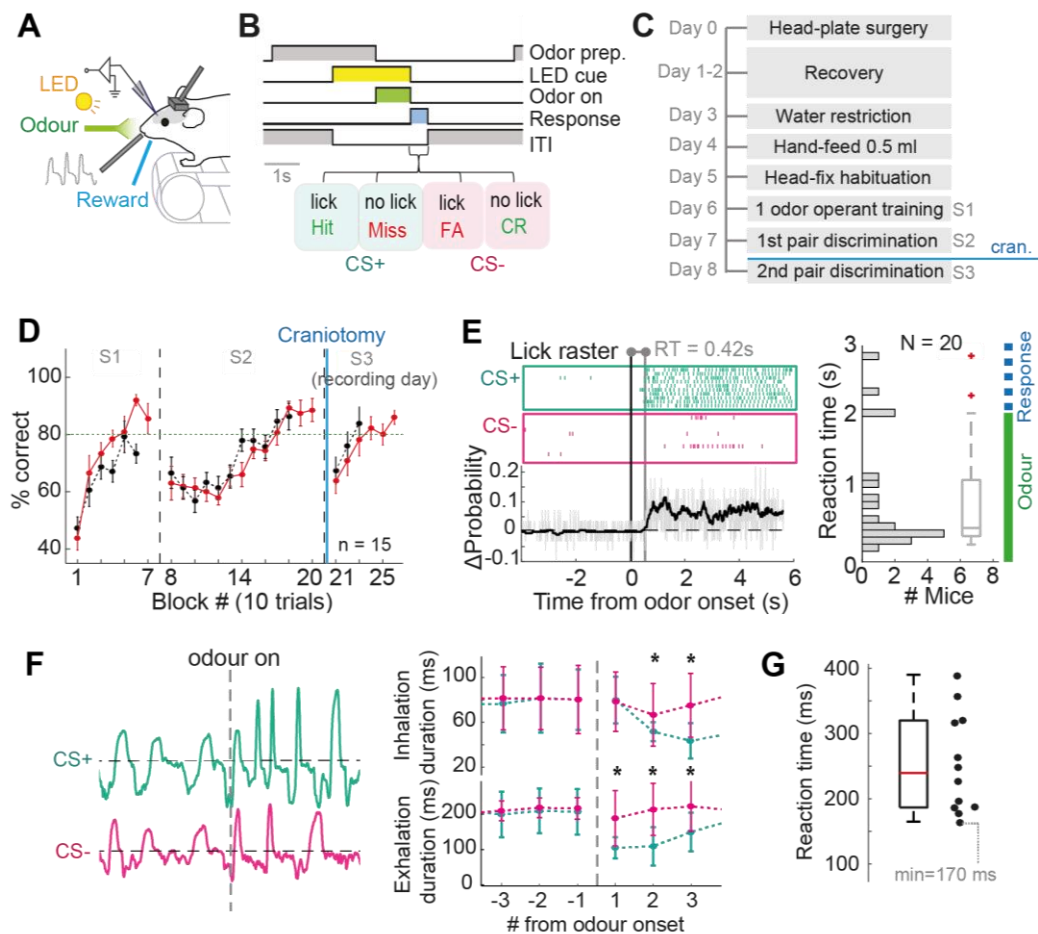 A
LED
Odour
Reward
B
Odor prep.
LED cue
Odor on
Response
ITI
1s
lick no lick lick no lick
Hit Miss FA CR
CS+ CS-
C
Day 0 Head-plate surgery
Day 1-2 Recovery
Day 3 Water restriction
Day 4 Hand-feed 0.5 ml
Day 5 Head-fix habituation
Day 6 1 odor operant training S1
Day 7 1st pair discrimination S2
cran.
Day 8 2nd pair discrimination S3
D
Craniotomy
S1 S2 S3
(recording day)
% correct
100
80
60
40
n = 15
1 7 8 14 20 21 25
Block # (10 trials)
E
Lick raster
RT = 0.42s
CS+
CS-
ΔProbablity
0.2
0.1
0
-0.1
-2 0 2 4 6
Time from odor onset (s)
N = 20
Reaction time (s)
3
2
1
0
0 2 4 6 8
# Mice
Response
Odour
F
odour on
CS+
CS-
Inhalation
duration (ms)
100
60
20
Exhalation
duration (ms)
200
100
0
* *
* * *
-3 -2 -1 1 2 3
# from odour onset
G
Reaction time (ms)
400
300
200
100
min=170 ms